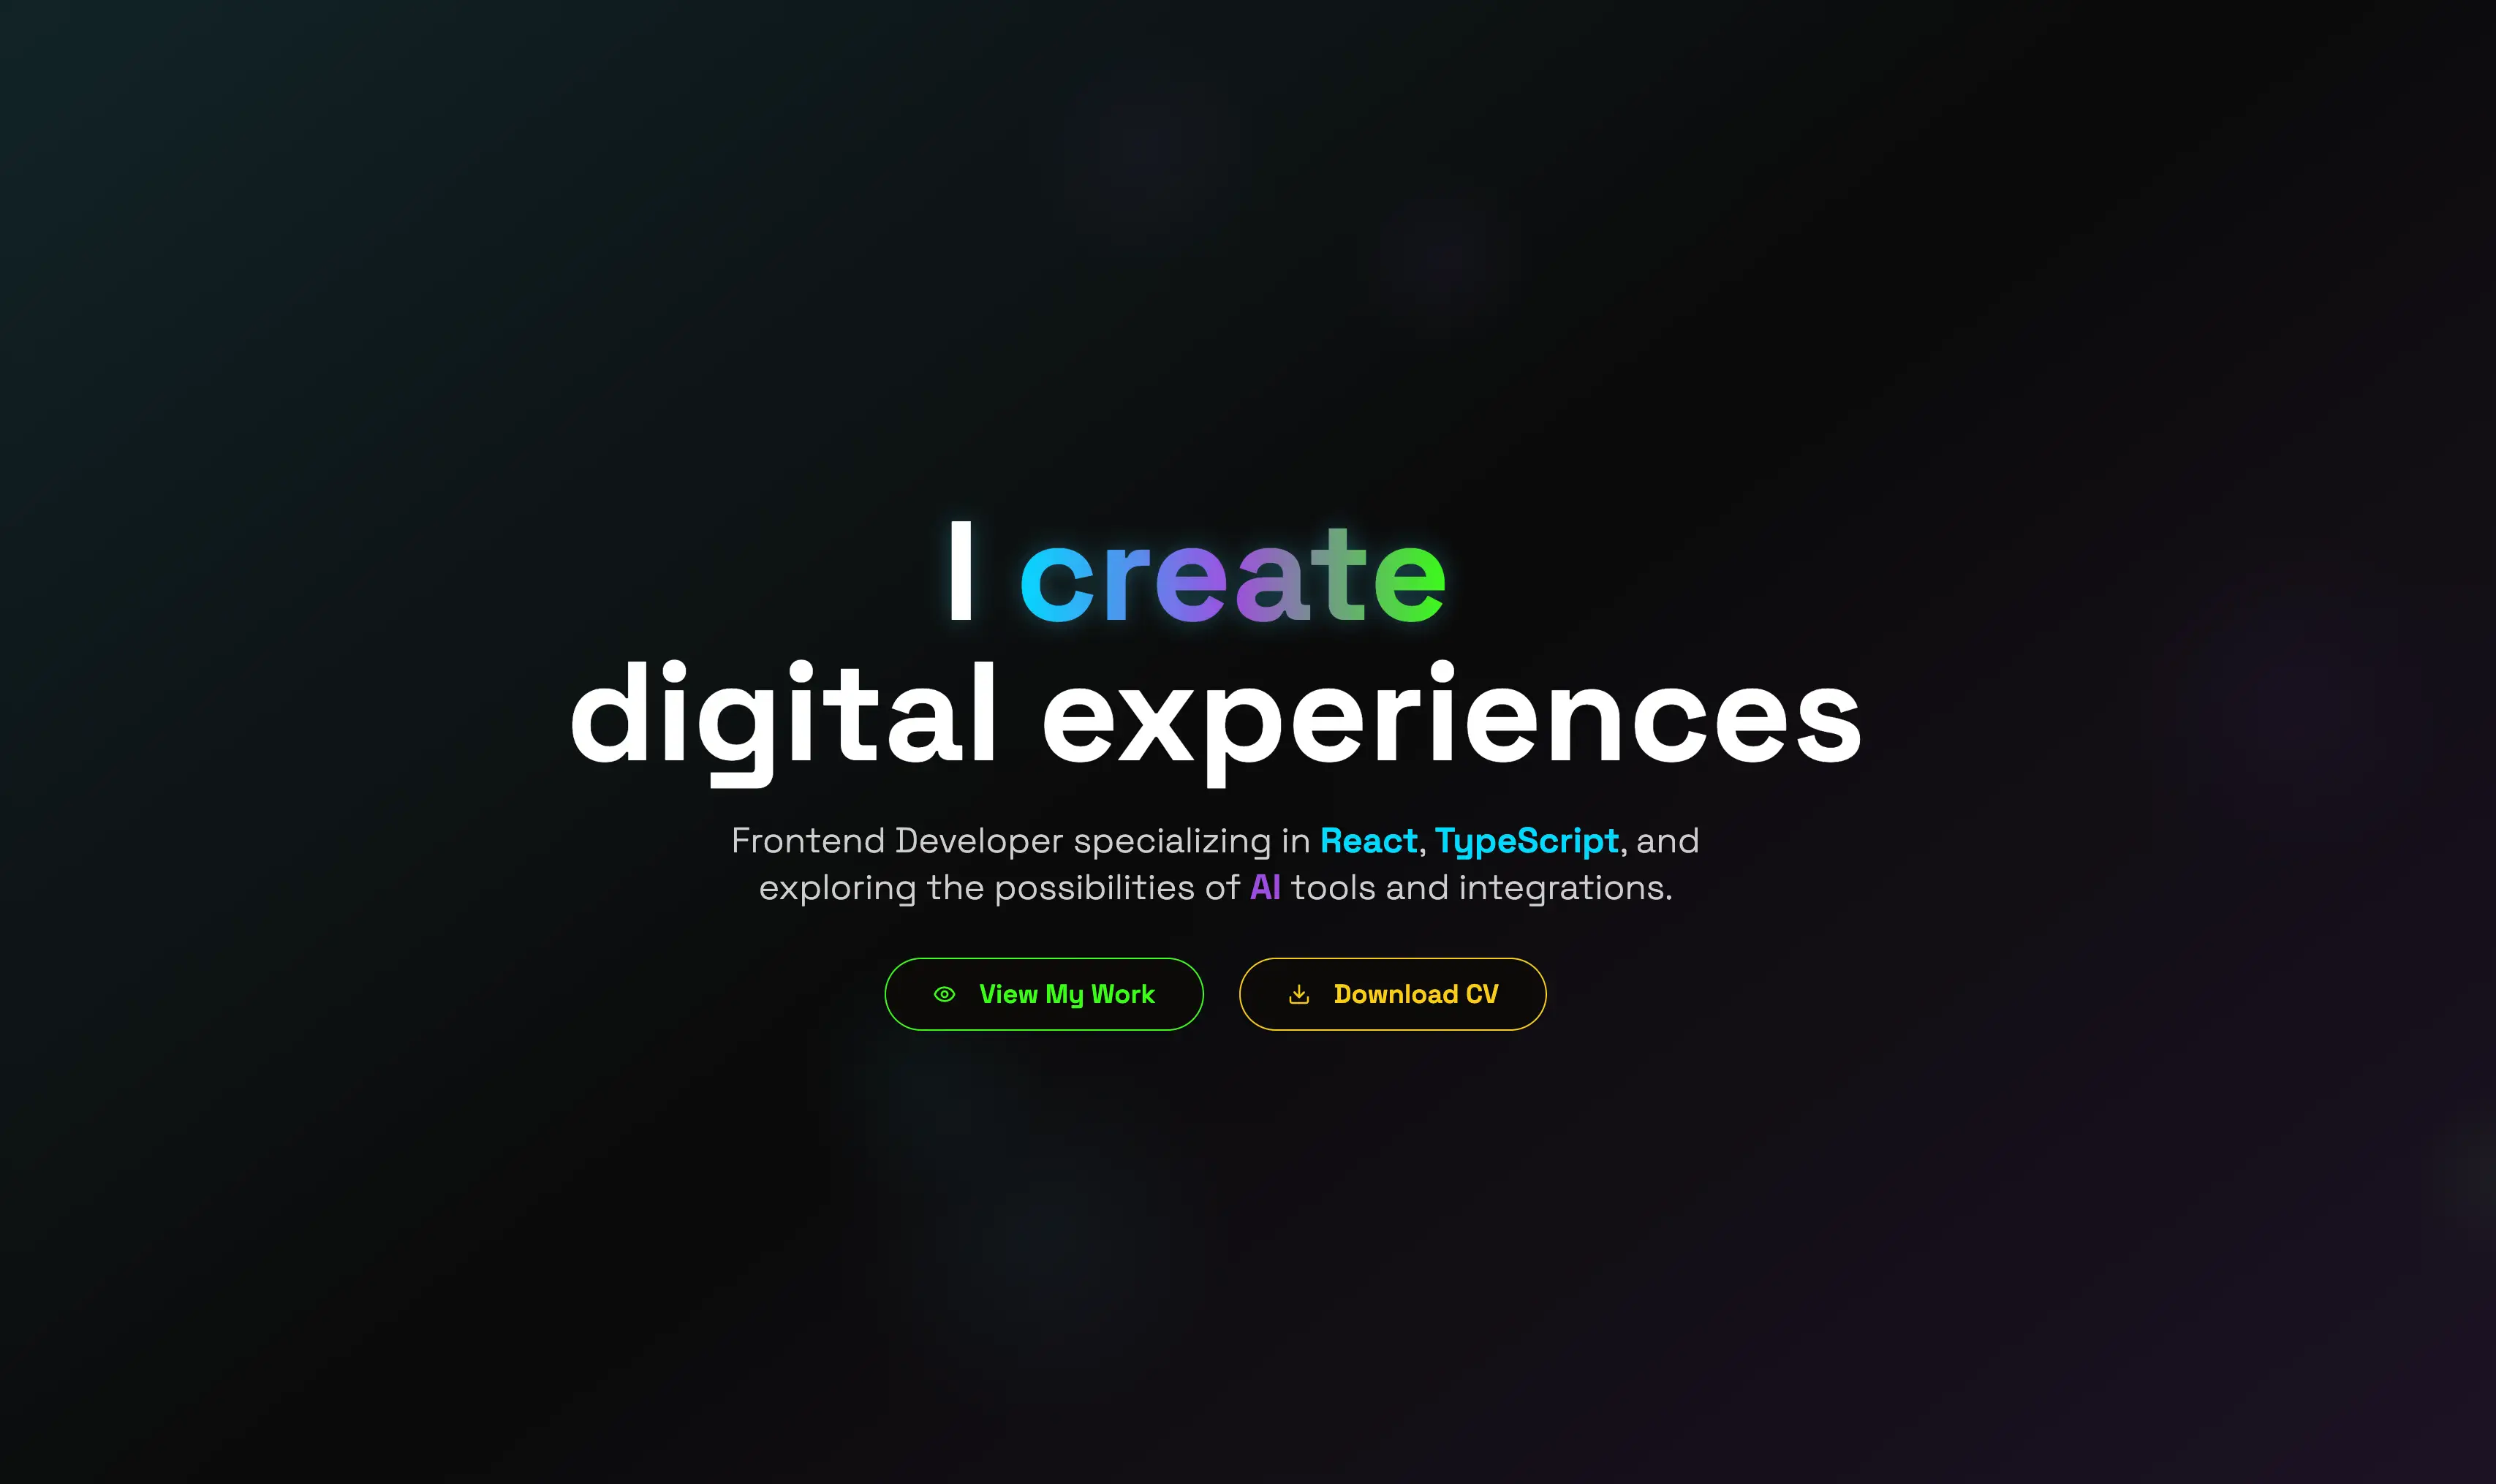 I create
digital experiences
Frontend Developer specializing in React, TypeScript, and
exploring the possibilities of AI tools and integrations.
View My Work
Download CV